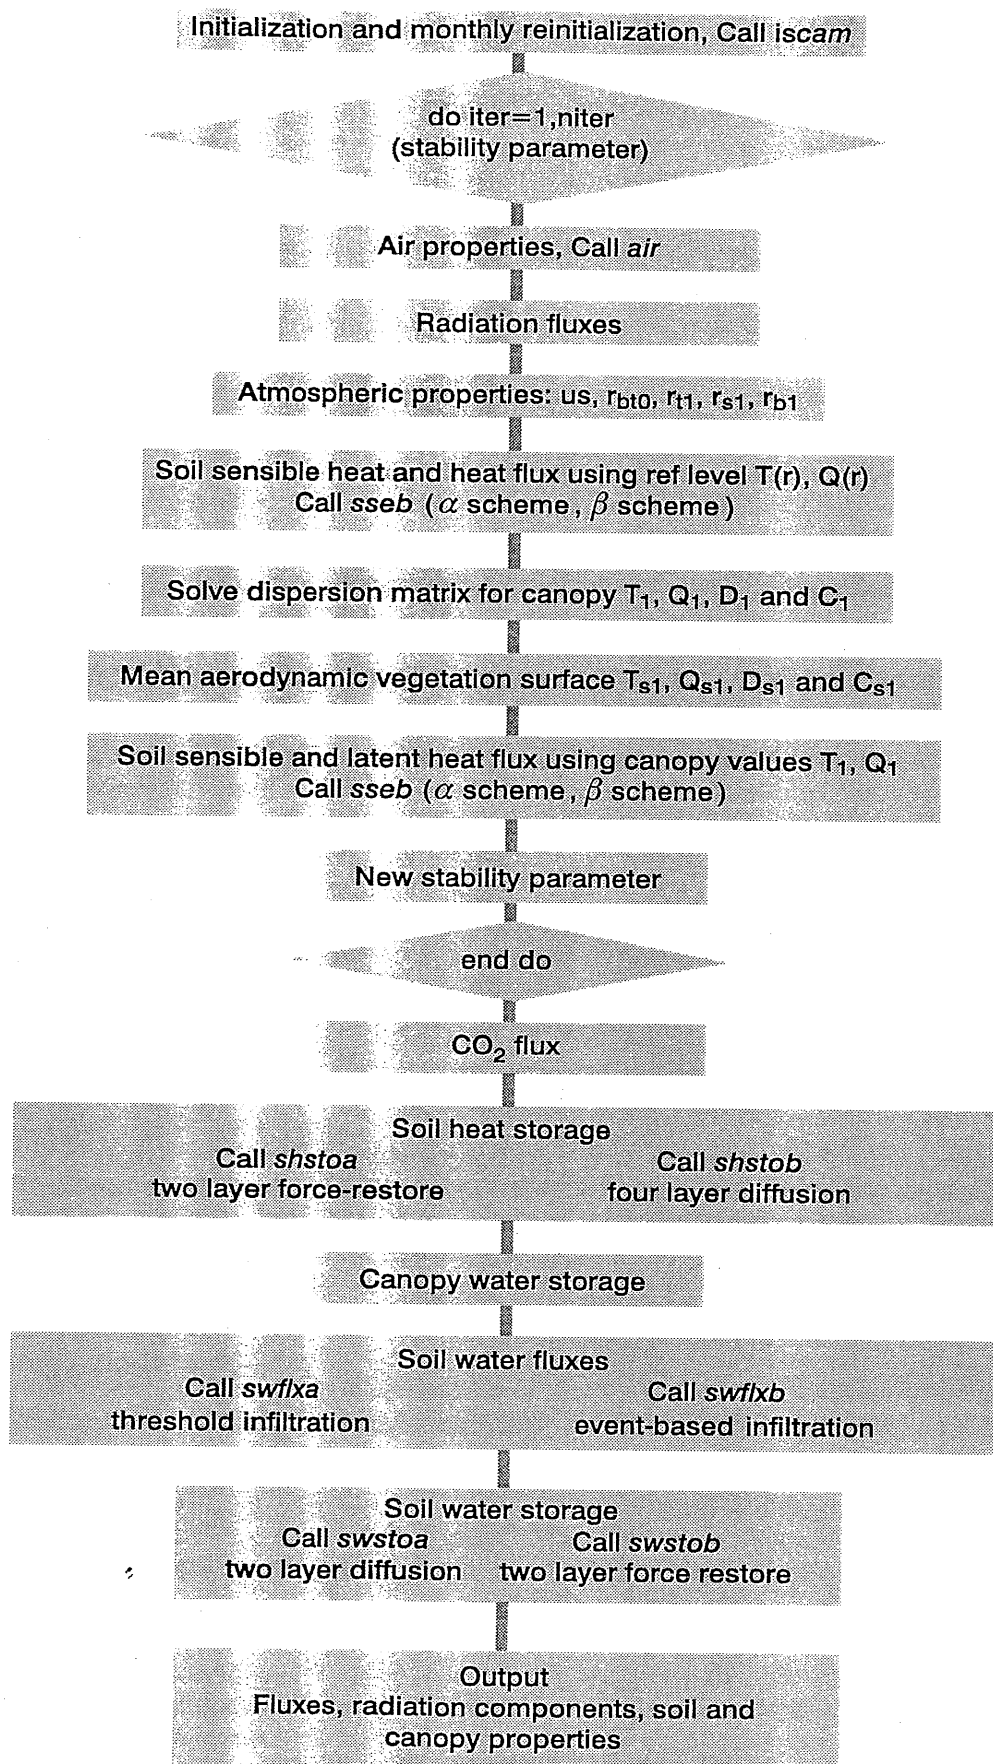 Initialization and monthly reinitialization, Call iscam
do iter=1,niter
(stability parameter)
Air properties, Call air
Radiation fluxes
Atmospheric properties: us, rbt0, rt1, rs1, rb1
Soil sensible heat and heat flux using ref level T(r), Q(r)
Call sseb (α scheme, β scheme)
Solve dispersion matrix for canopy T1, Q1, D1 and C1
Mean aerodynamic vegetation surface Ts1, Qs1, Ds1 and Cs1
Soil sensible and latent heat flux using canopy values T1, Q1
Call sseb (α scheme, β scheme)
New stability parameter
end do
CO2 flux
Soil heat storage
Call shstoa Call shstob
two layer force-restore four layer diffusion
Canopy water storage
Soil water fluxes
Call swflxa Call swflxb
threshold infiltration event-based infiltration
Soil water storage
Call swstoa Call swstob
two layer diffusion two layer force restore
Output
Fluxes, radiation components, soil and
canopy properties